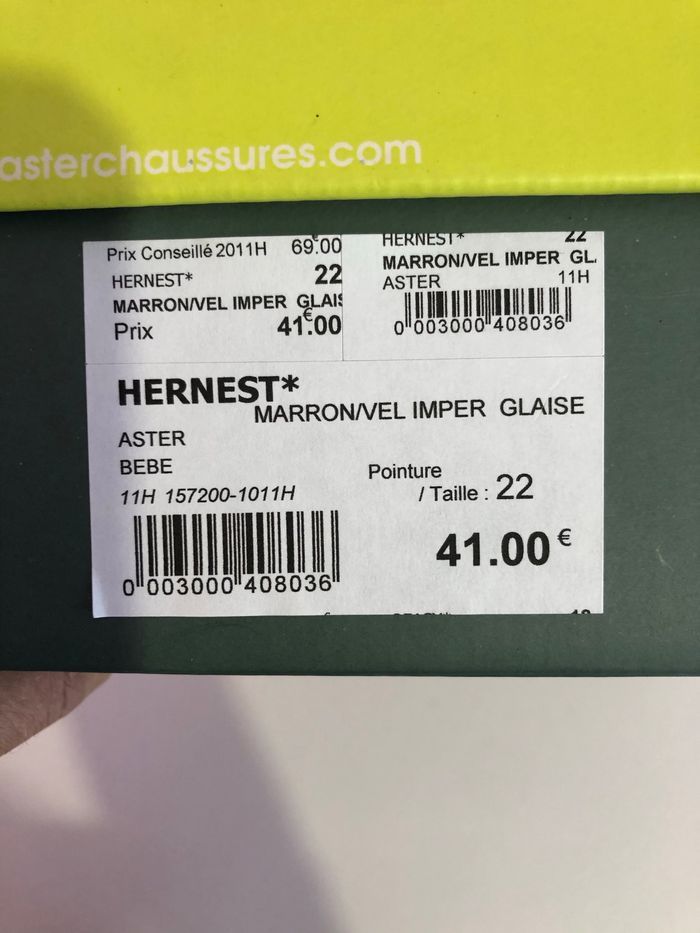 asterchaussures.com
Prix Conseillé 2011H 69.00€
HERNEST* 22
MARRON/VEL IMPER GLAIS
Prix 41.00€
HERNEST* 22
MARRON/VEL IMPER GL.
ASTER 11H
0 003000 408036
HERNEST*
MARRON/VEL IMPER GLAISE
ASTER
BEBE
11H 157200-1011H
Pointure
/ Taille : 22
0 003000 408036
41.00 €